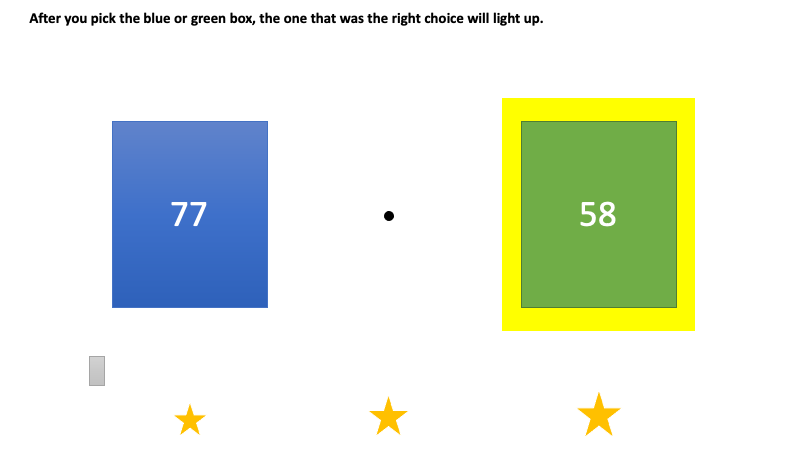 After you pick the blue or green box, the one that was the right choice will light up.
77
58